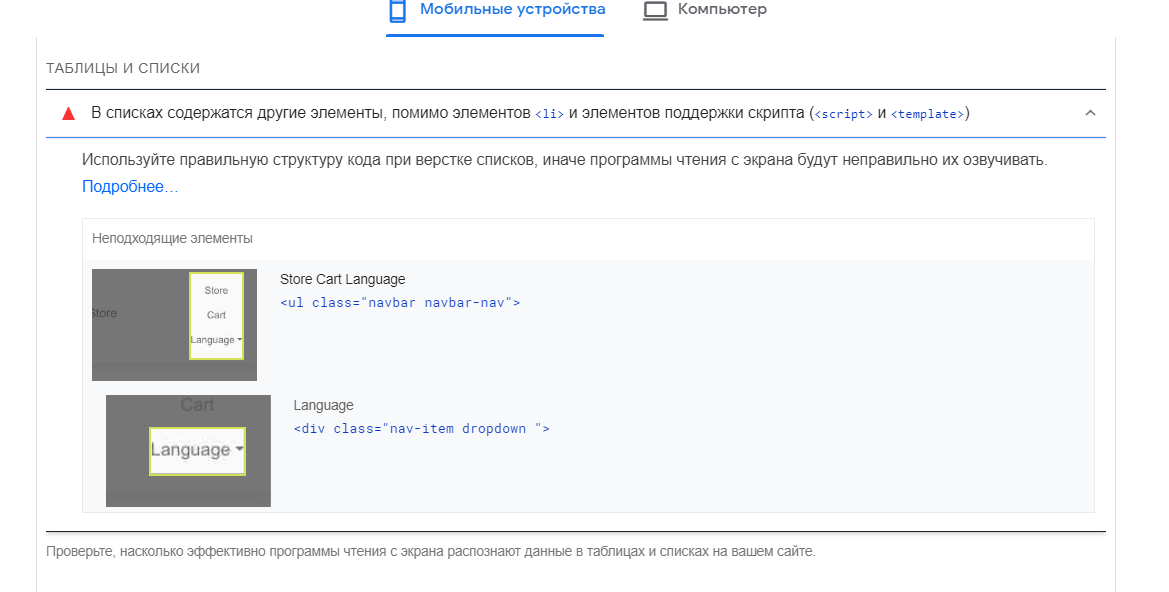 Мобильные устройства
Компьютер
ТАБЛИЦЫ И СПИСКИ
В списках содержатся другие элементы, помимо элементов <li> и элементов поддержки скрипта (<script> и <template>)
Используйте правильную структуру кода при верстке списков, иначе программы чтения с экрана будут неправильно их озвучивать.
Подробнее…
Неподходящие элементы
Store
Store
Cart
Language
Store Cart Language
<ul class="navbar navbar-nav">
Cart
Language
Language
<div class="nav-item dropdown ">
Проверьте, насколько эффективно программы чтения с экрана распознают данные в таблицах и списках на вашем сайте.